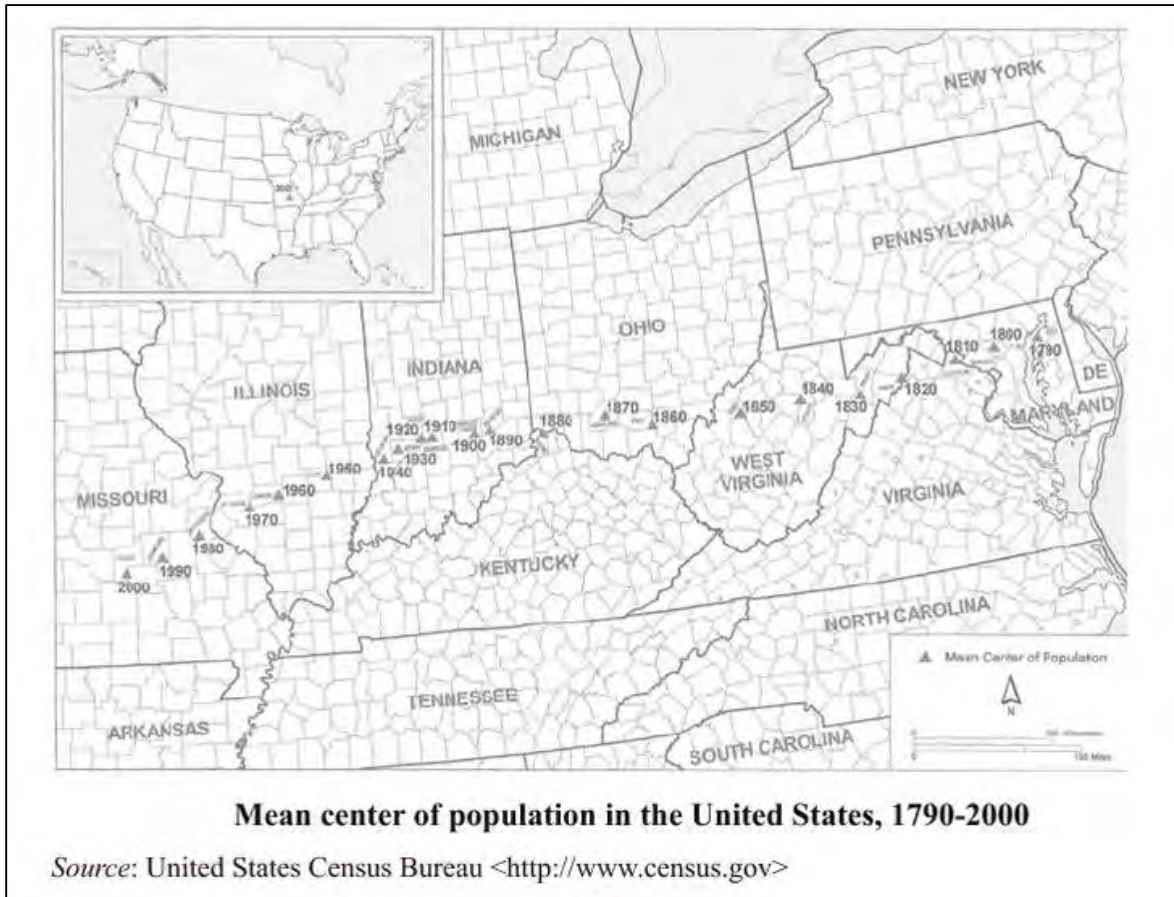 NEW YORK
MICHIGAN
2000
PENNSYLVANIA
OHIO
1800
1810
1790
INDIANA
DE
ILLINOIS
1820
1830
1840
MARYLAND
1850
1860
1870
1880
1890
1900
1910
1920
1930
1940
1950
1960
1970
1980
1990
2000
MISSOURI
WEST
VIRGINIA
VIRGINIA
KENTUCKY
NORTH CAROLINA
TENNESSEE
ARKANSAS
SOUTH CAROLINA
Mean Center of Population
N
Mean center of population in the United States, 1790-2000
Source: United States Census Bureau <http://www.census.gov>